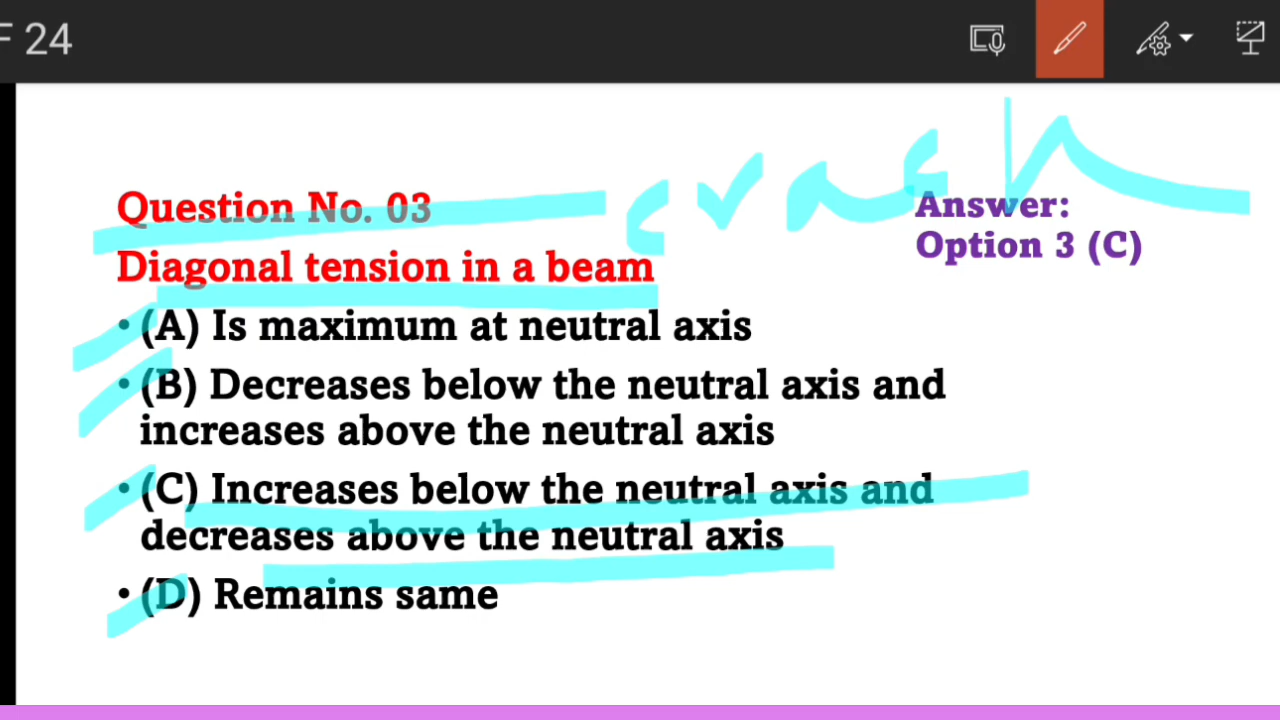 F 24
crack
Question No. 03
Answer:
Option 3 (C)
Diagonal tension in a beam
• (A) Is maximum at neutral axis
• (B) Decreases below the neutral axis and
increases above the neutral axis
• (C) Increases below the neutral axis and
decreases above the neutral axis
• (D) Remains same